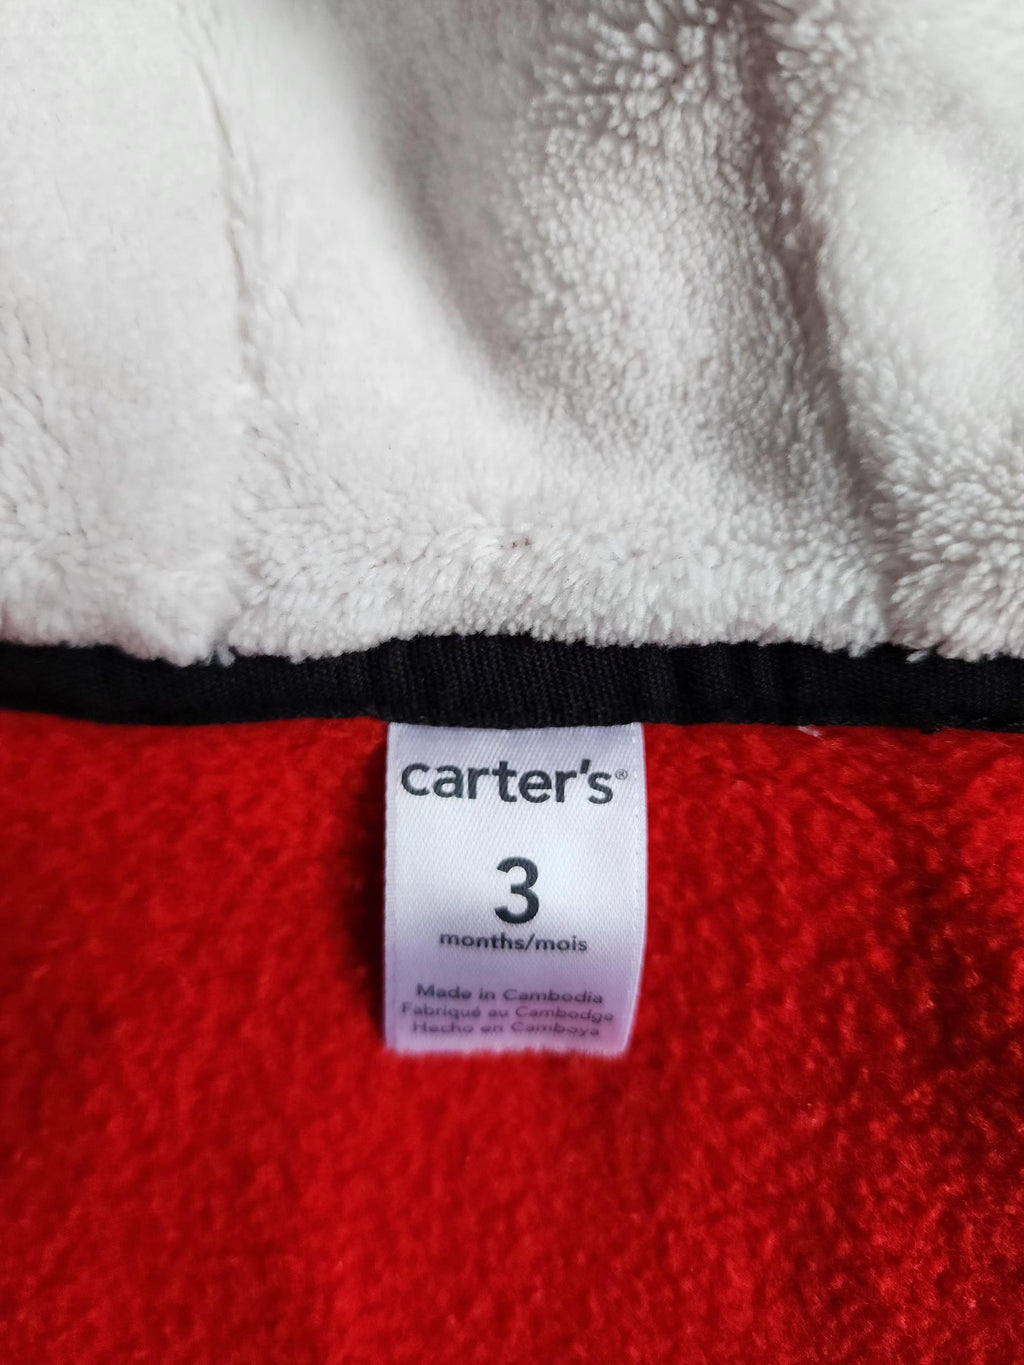 carter's®
3
months/mois
Made in Cambodia
Fabriqué au Cambodge
Hecho en Camboya